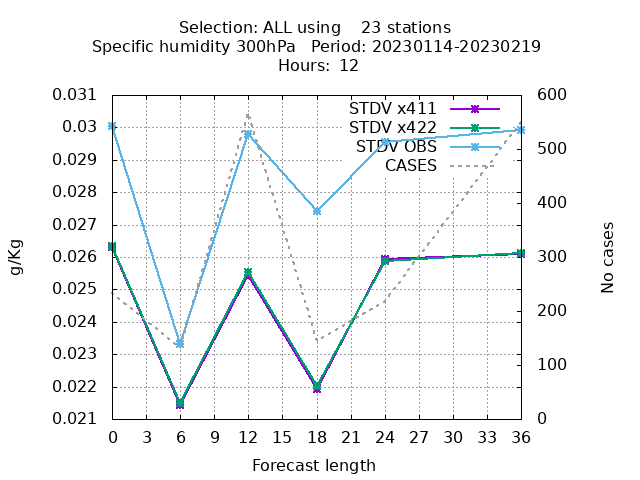 Selection: ALL using    23 stations
Specific humidity 300hPa   Period: 20230114-20230219
Hours:  12
STDV x411
STDV x422
STDV OBS
CASES
0.031
0.03
0.029
0.028
0.027
0.026
0.025
0.024
0.023
0.022
0.021
g/Kg
600
500
400
300
200
100
0
No cases
0 3 6 9 12 15 18 21 24 27 30 33 36
Forecast length